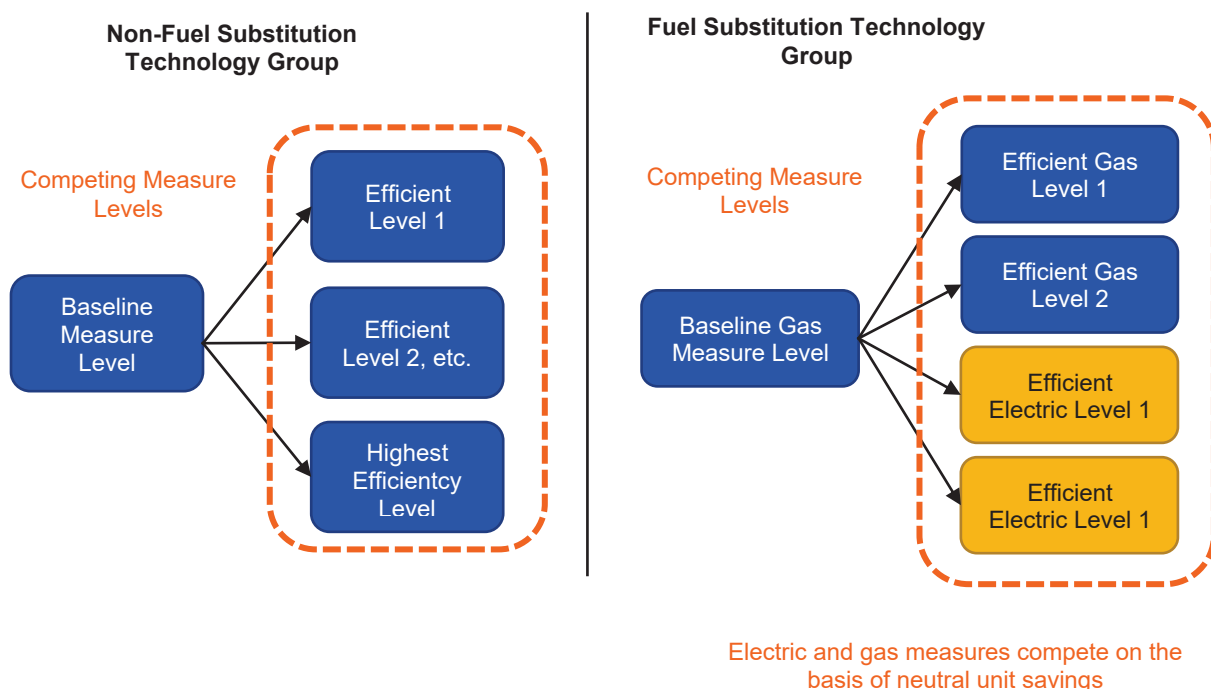 Non-Fuel Substitution
Technology Group
Competing Measure
Levels
Baseline
Measure
Level
Efficient
Level 1
Efficient
Level 2, etc.
Highest
Efficientcy
Level
Fuel Substitution Technology
Group
Competing Measure
Levels
Baseline Gas
Measure Level
Efficient Gas
Level 1
Efficient Gas
Level 2
Efficient
Electric Level 1
Efficient
Electric Level 1
Electric and gas measures compete on the
basis of neutral unit savings